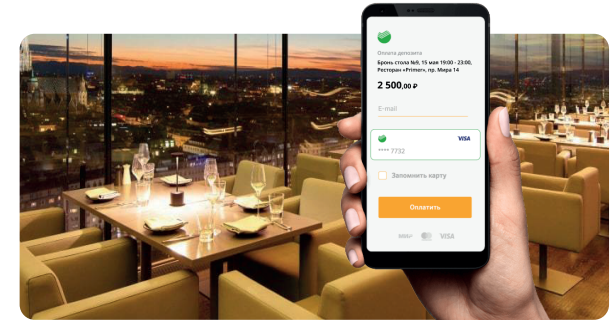 Оплата депозита
Бронь стола №9, 15 мая 19:00 - 23:00,
Ресторан «Primer», пр. Мира 14
2 500,00 ₽
E-mail
VISA
**** 7732
Запомнить карту
Оплатить
VISA